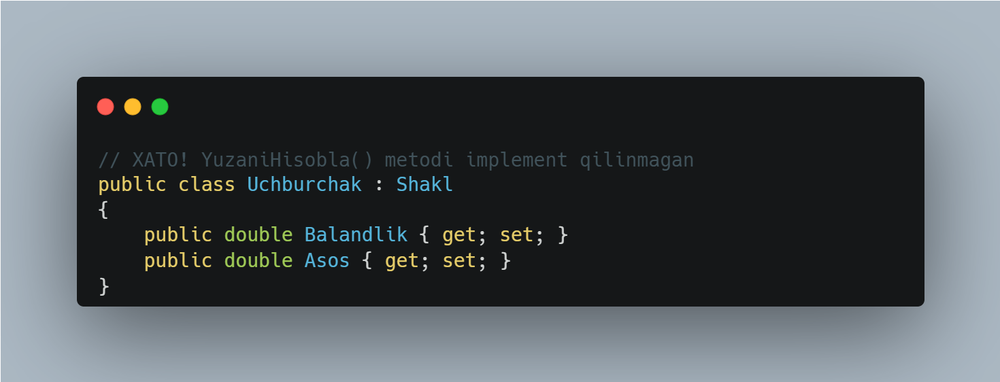 // XATO! YuzaniHisobla() metodi implement qilinmagan
public class Uchburchak : Shakl
{
    public double Balandlik { get; set; }
    public double Asos { get; set; }
}